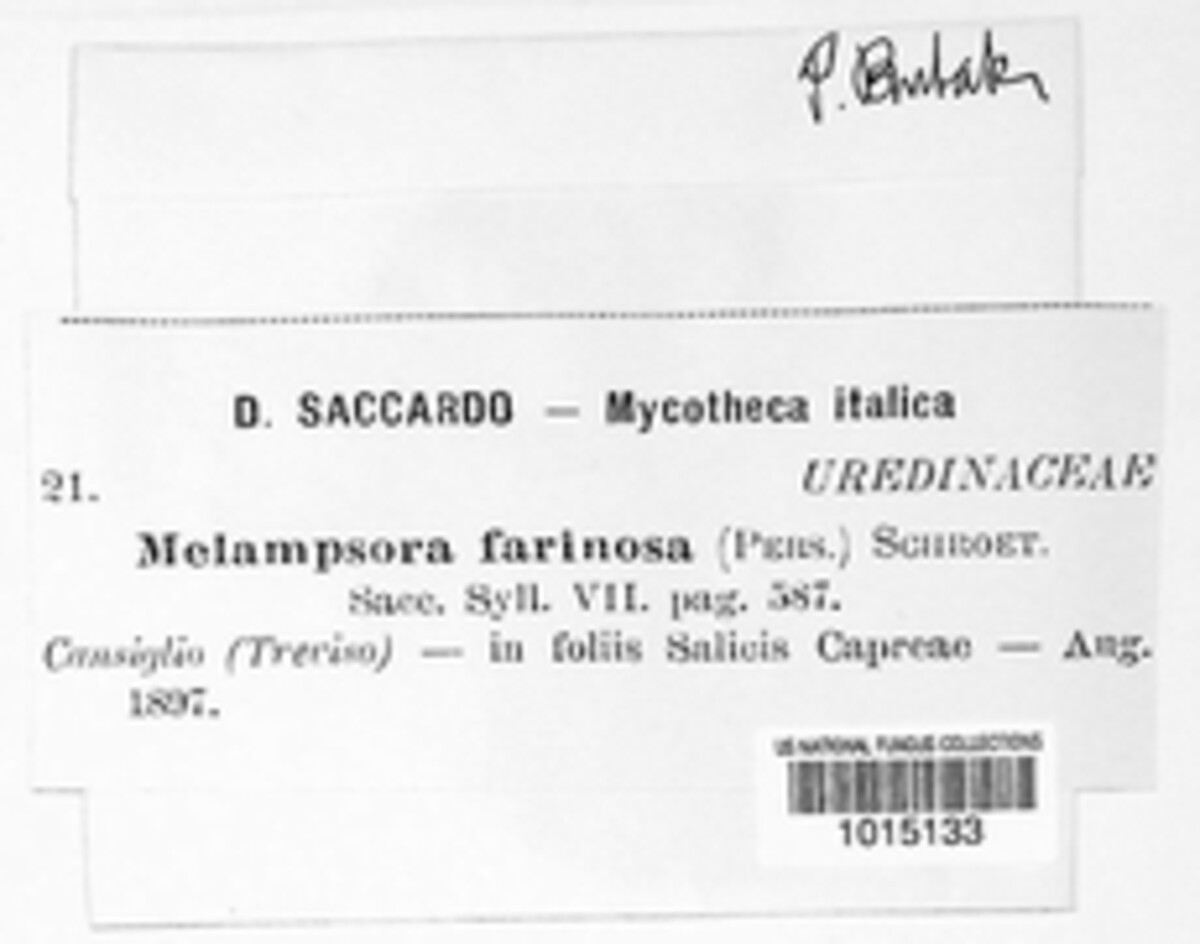 P. Brubaker
D. SACCARDO — Mycotheca italica
21.
UREDINACEAE
Melampsora farinosa (PERS.) SCHROET.
Sacc. Syll. VII. pag. 587.
Cansiglio (Treviso) — in foliis Salicis Capreae — Aug.
1897.
US NATIONAL FUNGUS COLLECTIONS
1015133